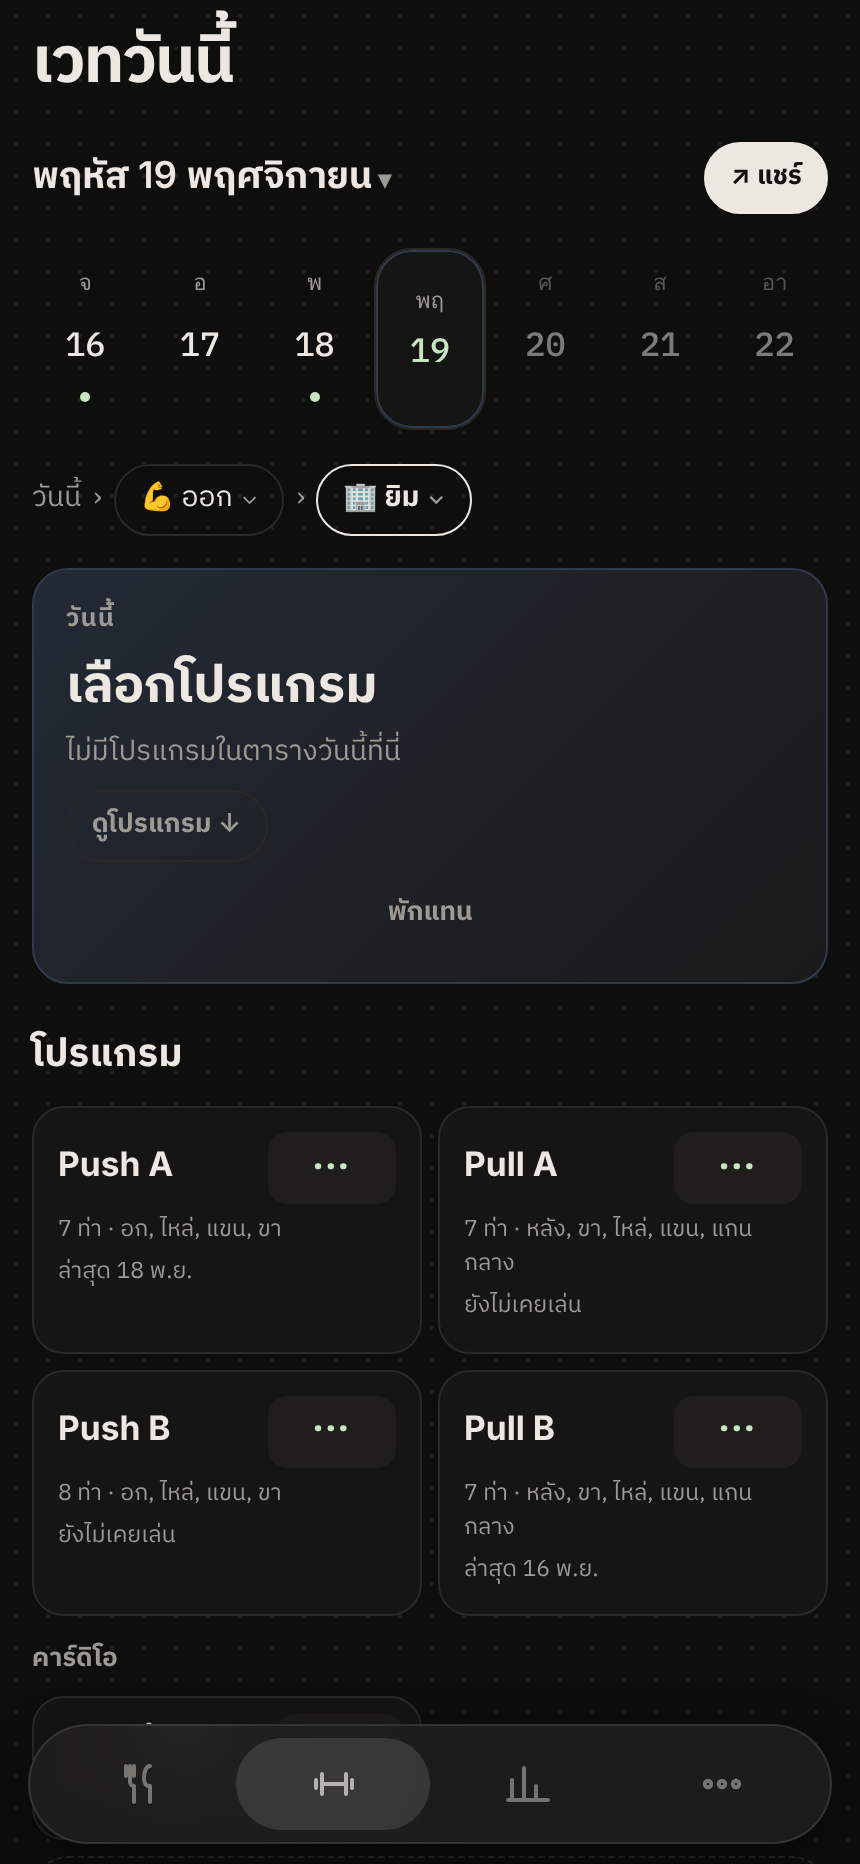 เวทวันนี้
พฤหัส 19 พฤศจิกายน ▾
↗ แชร์
จ อ พ พฤ ศ ส อา
16 17 18 19 20 21 22
วันนี้ › 💪 ออก › 🏢 ยิม
วันนี้
เลือกโปรแกรม
ไม่มีโปรแกรมในตารางวันนี้ที่นี่
ดูโปรแกรม ↓
พักแทน
โปรแกรม
Push A
7 ท่า · อก, ไหล่, แขน, ขา
ล่าสุด 18 พ.ย.
Pull A
7 ท่า · หลัง, ขา, ไหล่, แขน, แกน
กลาง
ยังไม่เคยเล่น
Push B
8 ท่า · อก, ไหล่, แขน, ขา
ยังไม่เคยเล่น
Pull B
7 ท่า · หลัง, ขา, ไหล่, แขน, แกน
กลาง
ล่าสุด 16 พ.ย.
คาร์ดิโอ